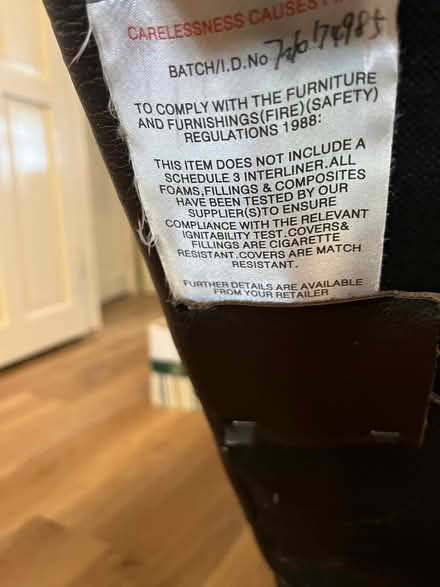 CARELESSNESS CAUSES
BATCH/I.D.No
TO COMPLY WITH THE FURNITURE
AND FURNISHINGS(FIRE)(SAFETY)
REGULATIONS 1988:
THIS ITEM DOES NOT INCLUDE A
SCHEDULE 3 INTERLINER.ALL
FOAMS,FILLINGS & COMPOSITES
HAVE BEEN TESTED BY OUR
SUPPLIER(S)TO ENSURE
COMPLIANCE WITH THE RELEVANT
IGNITABILITY TEST.COVERS&
FILLINGS ARE CIGARETTE
RESISTANT.COVERS ARE MATCH
RESISTANT.
FURTHER DETAILS ARE AVAILABLE
FROM YOUR RETAILER